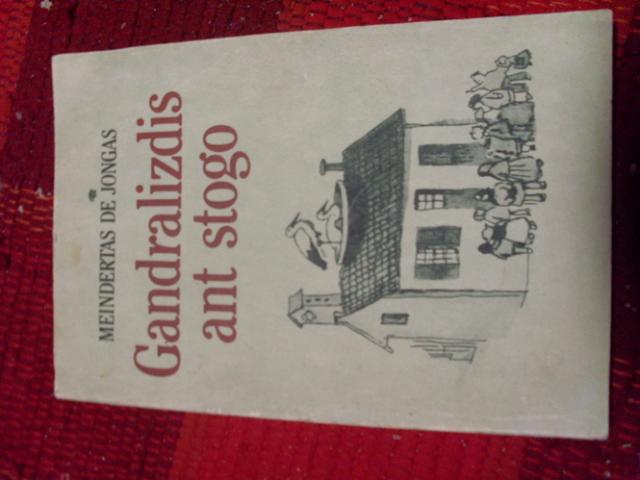 MEINDERTAS DE JONGAS
Gandralizdis
ant stogo